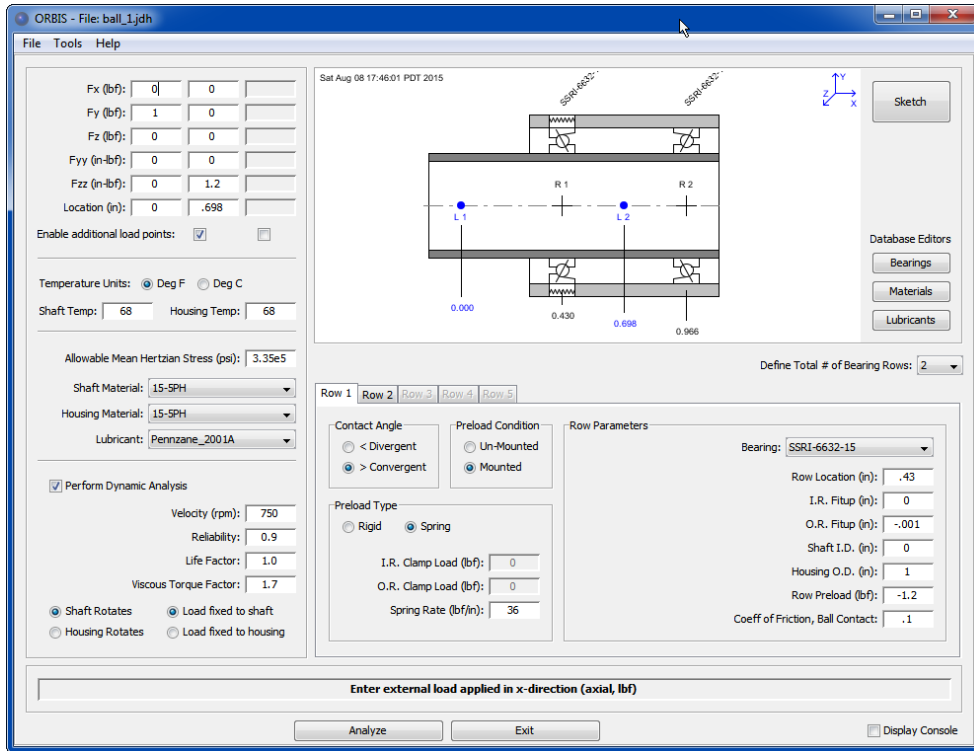 ORBIS - File: ball_1.jdh
File Tools Help
Fx (lbf): 0 0
Fy (lbf): 1 0
Fz (lbf): 0 0
Fyy (in-lbf): 0 0
Fzz (in-lbf): 0 1.2
Location (in): 0 .698
Enable additional load points:
Temperature Units: Deg F Deg C
Shaft Temp: 68 Housing Temp: 68
Allowable Mean Hertzian Stress (psi): 3.35e5
Shaft Material: 15-5PH
Housing Material: 15-5PH
Lubricant: Pennzane_2001A
Perform Dynamic Analysis
Velocity (rpm): 750
Reliability: 0.9
Life Factor: 1.0
Viscous Torque Factor: 1.7
Shaft Rotates Load fixed to shaft
Housing Rotates Load fixed to housing
Sat Aug 08 17:46:01 PDT 2015
SSRI-6632- SSRI-6632-
Y
Z X
R 1 R 2
L 1 L 2
0.000 0.430 0.698 0.966
Sketch
Database Editors
Bearings
Materials
Lubricants
Define Total # of Bearing Rows: 2
Row 1 Row 2 Row 3 Row 4 Row 5
Contact Angle
< Divergent
> Convergent
Preload Condition
Un-Mounted
Mounted
Preload Type
Rigid Spring
I.R. Clamp Load (lbf): 0
O.R. Clamp Load (lbf): 0
Spring Rate (lbf/in): 36
Row Parameters
Bearing: SSRI-6632-15
Row Location (in): .43
I.R. Fitup (in): 0
O.R. Fitup (in): -.001
Shaft I.D. (in): 0
Housing O.D. (in): 1
Row Preload (lbf): -1.2
Coeff of Friction, Ball Contact: .1
Enter external load applied in x-direction (axial, lbf)
Analyze Exit Display Console